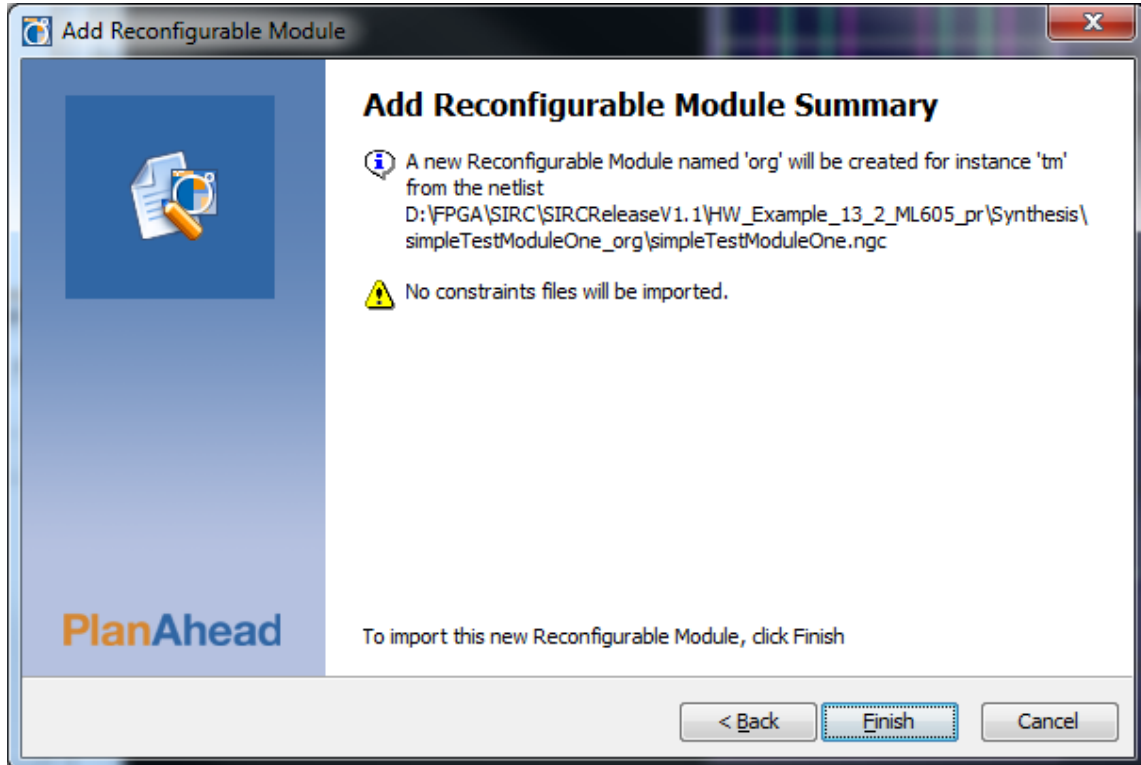 Add Reconfigurable Module
Add Reconfigurable Module Summary
A new Reconfigurable Module named 'org' will be created for instance 'tm'
from the netlist
D:\FPGA\SIRC\SIRCReleaseV1.1\HW_Example_13_2_ML605_pr\Synthesis\
simpleTestModuleOne_org\simpleTestModuleOne.ngc
No constraints files will be imported.
PlanAhead
To import this new Reconfigurable Module, click Finish
< Back
Finish
Cancel